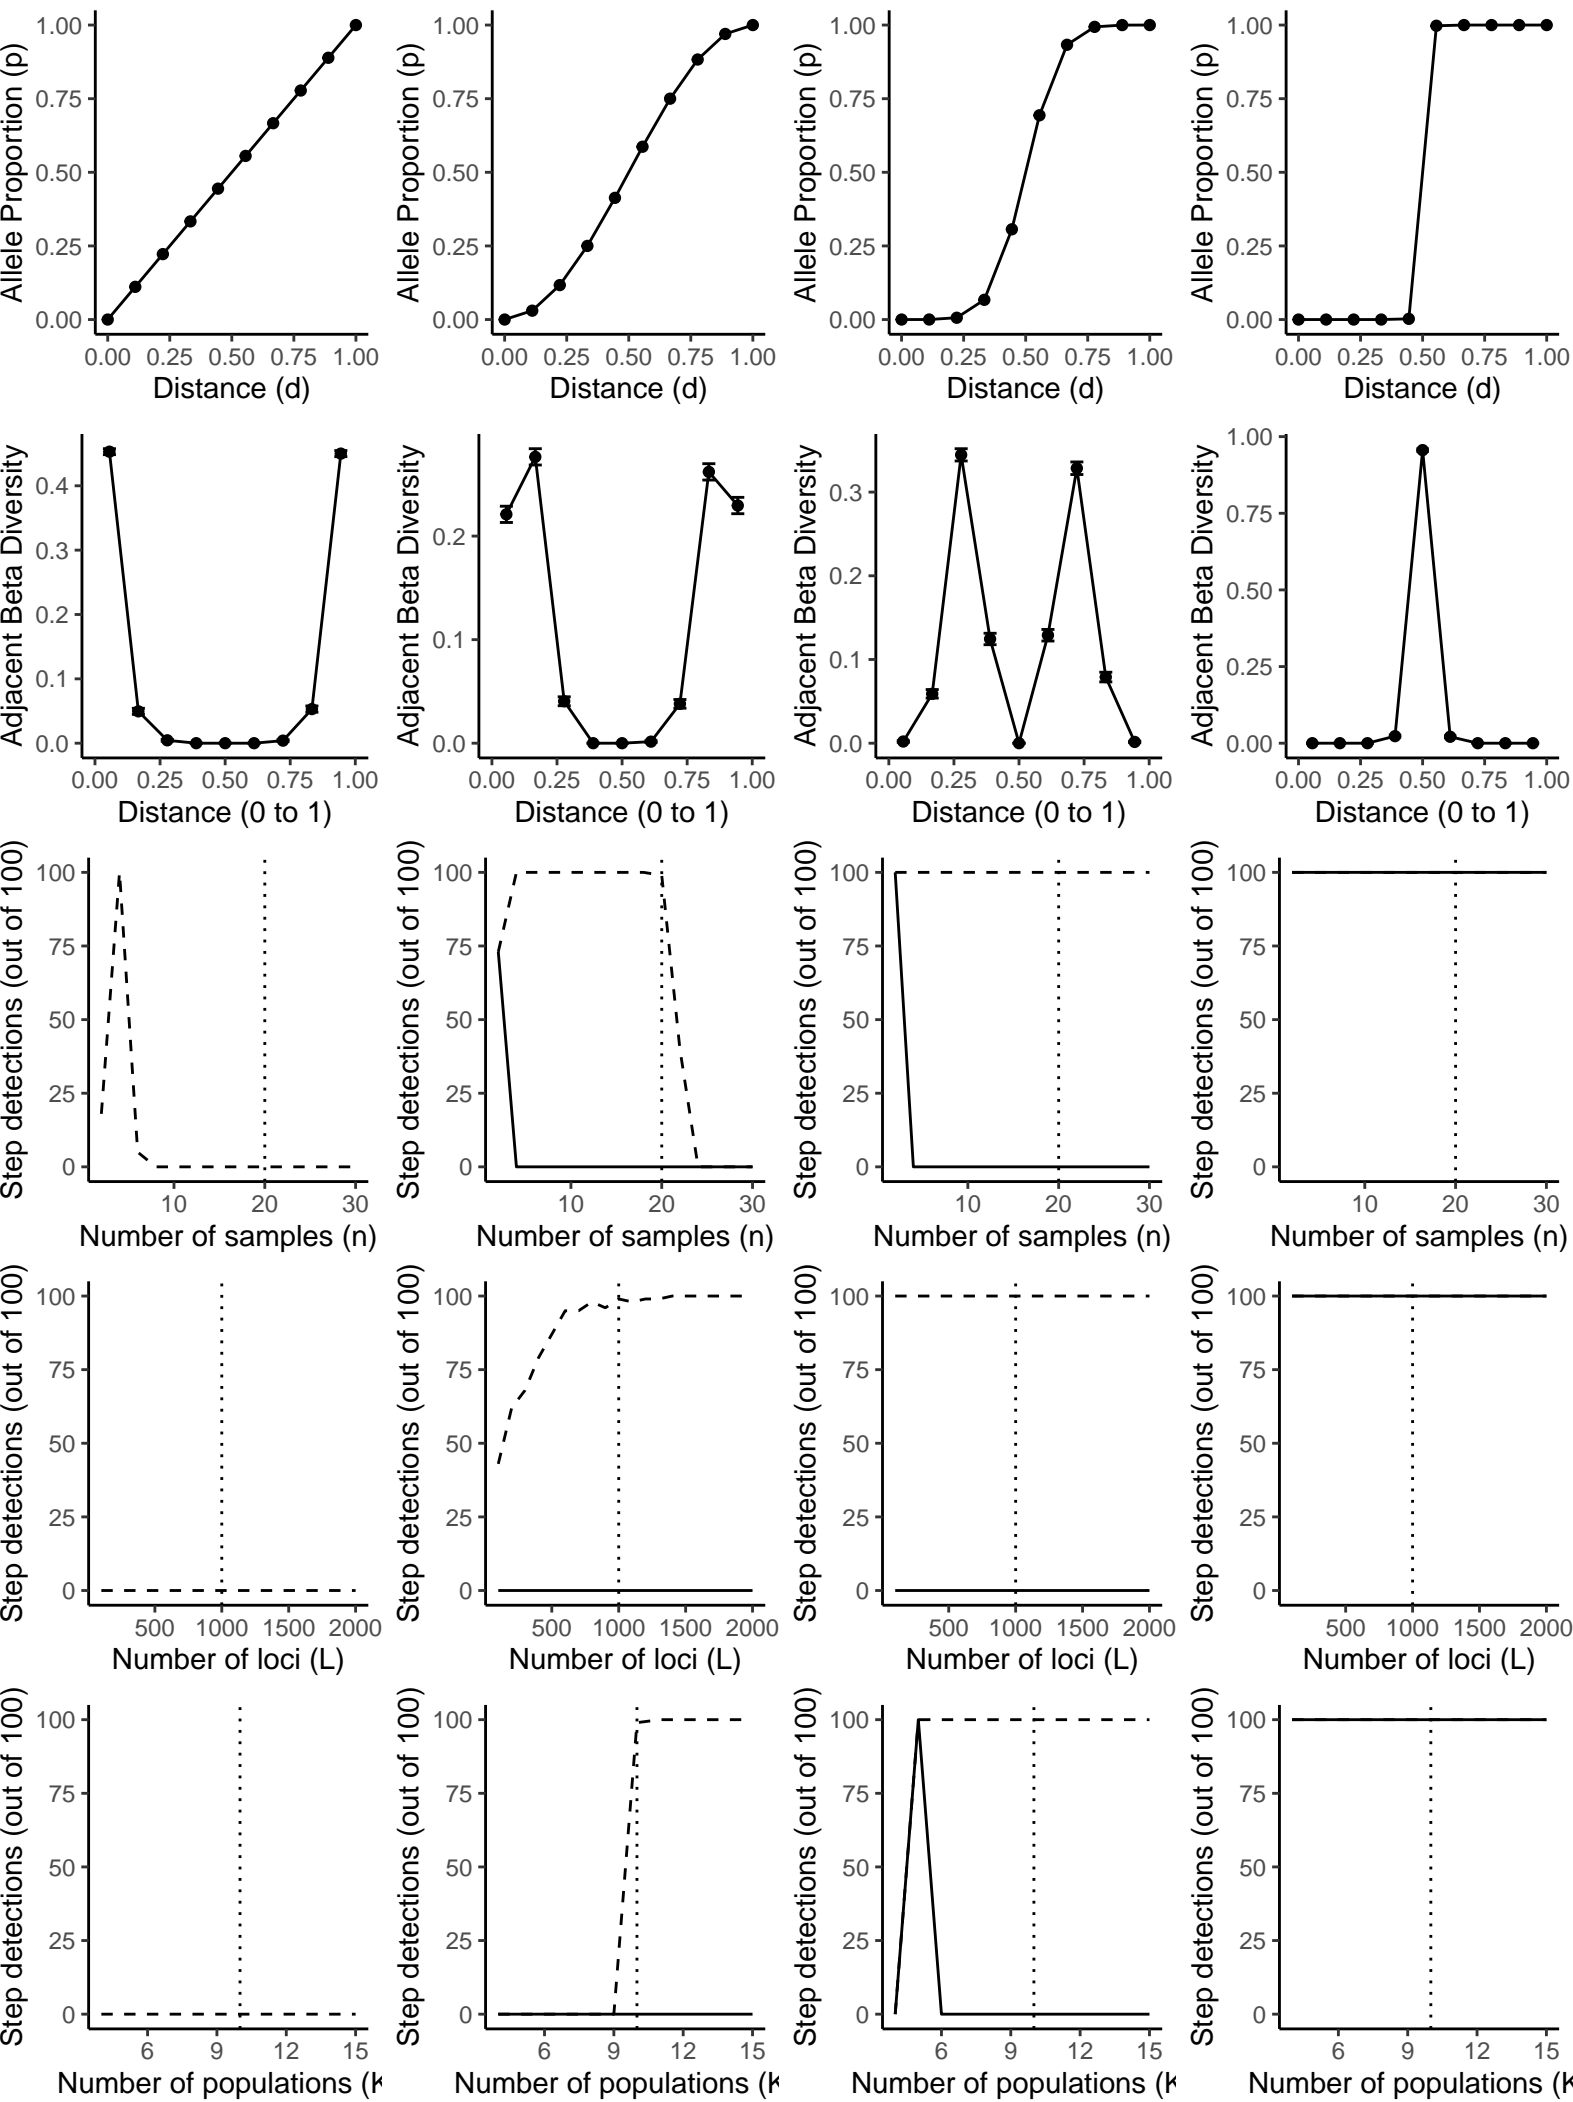 Allele Proportion (p)
1.00
0.75
0.50
0.25
0.00
0.00 0.25 0.50 0.75 1.00
Distance (d)
Allele Proportion (p)
1.00
0.75
0.50
0.25
0.00
0.00 0.25 0.50 0.75 1.00
Distance (d)
Allele Proportion (p)
1.00
0.75
0.50
0.25
0.00
0.00 0.25 0.50 0.75 1.00
Distance (d)
Allele Proportion (p)
1.00
0.75
0.50
0.25
0.00
0.00 0.25 0.50 0.75 1.00
Distance (d)
Adjacent Beta Diversity
0.4
0.3
0.2
0.1
0.0
0.00 0.25 0.50 0.75 1.00
Distance (0 to 1)
Adjacent Beta Diversity
0.2
0.1
0.0
0.00 0.25 0.50 0.75 1.00
Distance (0 to 1)
Adjacent Beta Diversity
0.3
0.2
0.1
0.0
0.00 0.25 0.50 0.75 1.00
Distance (0 to 1)
Adjacent Beta Diversity
1.00
0.75
0.50
0.25
0.00
0.00 0.25 0.50 0.75 1.00
Distance (0 to 1)
Step detections (out of 100)
100
75
50
25
0
10 20 30
Number of samples (n)
Step detections (out of 100)
100
75
50
25
0
10 20 30
Number of samples (n)
Step detections (out of 100)
100
75
50
25
0
10 20 30
Number of samples (n)
Step detections (out of 100)
100
75
50
25
0
10 20 30
Number of samples (n)
Step detections (out of 100)
100
75
50
25
0
500 1000 1500 2000
Number of loci (L)
Step detections (out of 100)
100
75
50
25
0
500 1000 1500 2000
Number of loci (L)
Step detections (out of 100)
100
75
50
25
0
500 1000 1500 2000
Number of loci (L)
Step detections (out of 100)
100
75
50
25
0
500 1000 1500 2000
Number of loci (L)
Step detections (out of 100)
100
75
50
25
0
6 9 12 15
Number of populations (K
Step detections (out of 100)
100
75
50
25
0
6 9 12 15
Number of populations (K
Step detections (out of 100)
100
75
50
25
0
6 9 12 15
Number of populations (K
Step detections (out of 100)
100
75
50
25
0
6 9 12 15
Number of populations (K